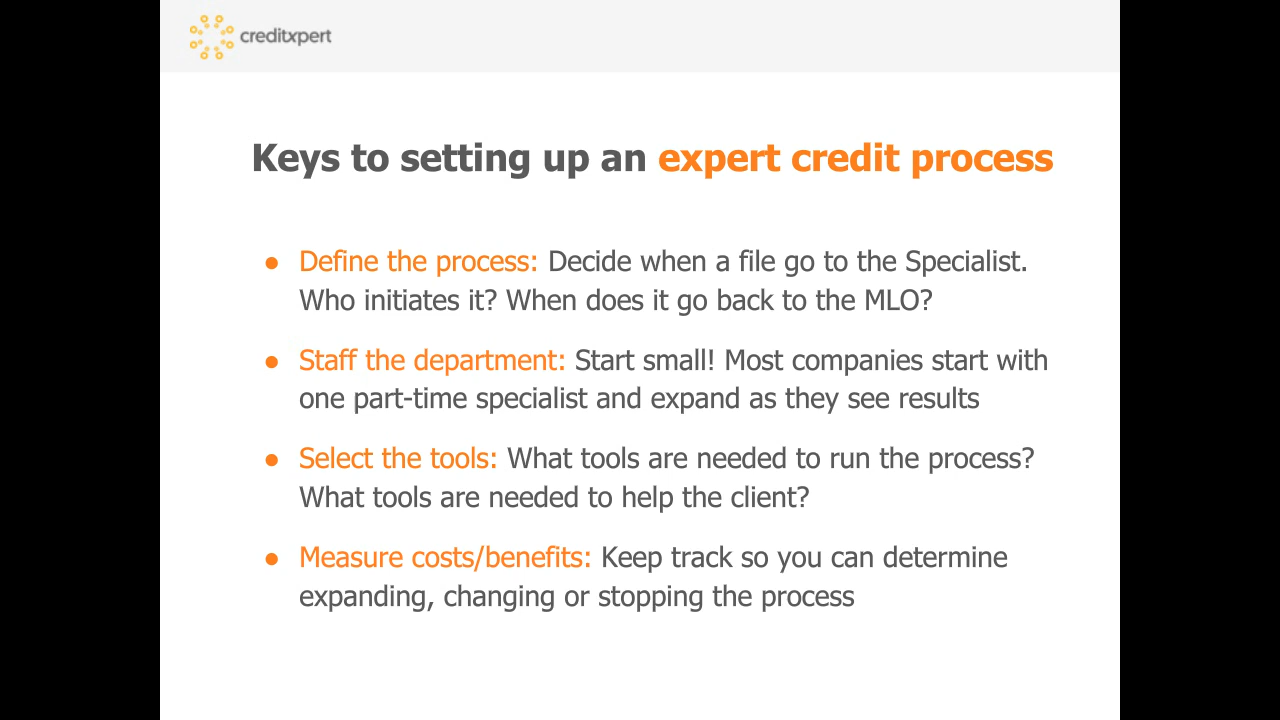 creditxpert
Keys to setting up an expert credit process
● Define the process: Decide when a file go to the Specialist.
Who initiates it? When does it go back to the MLO?
● Staff the department: Start small! Most companies start with
one part-time specialist and expand as they see results
● Select the tools: What tools are needed to run the process?
What tools are needed to help the client?
● Measure costs/benefits: Keep track so you can determine
expanding, changing or stopping the process